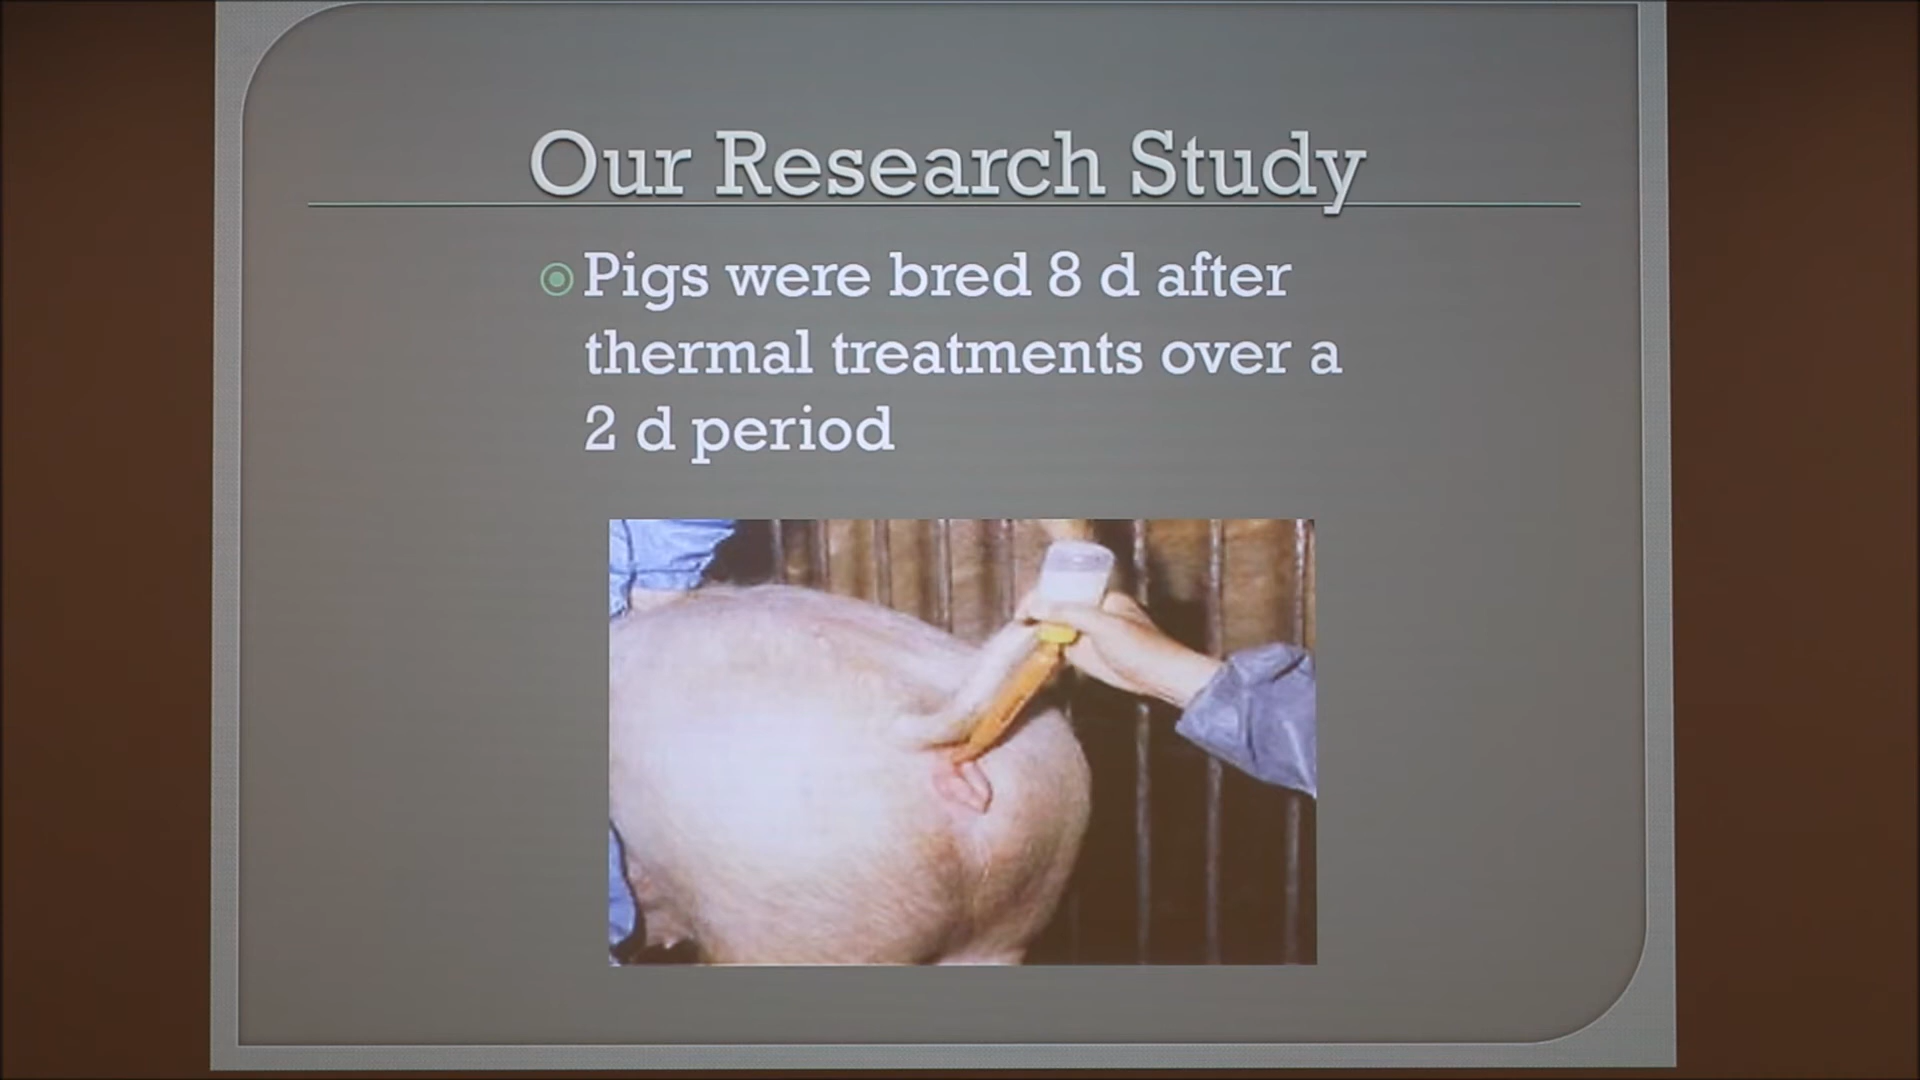 Our Research Study
Pigs were bred 8 d after
thermal treatments over a
2 d period